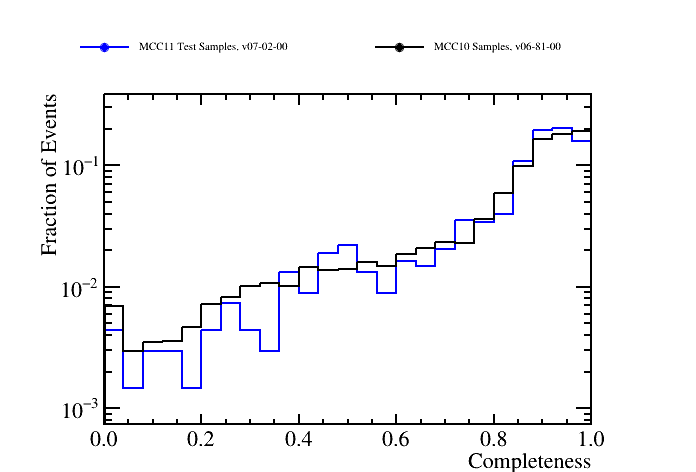 MCC11 Test Samples, v07-02-00 MCC10 Samples, v06-81-00
Fraction of Events
10⁻¹
10⁻²
10⁻³
0.0 0.2 0.4 0.6 0.8 1.0
Completeness